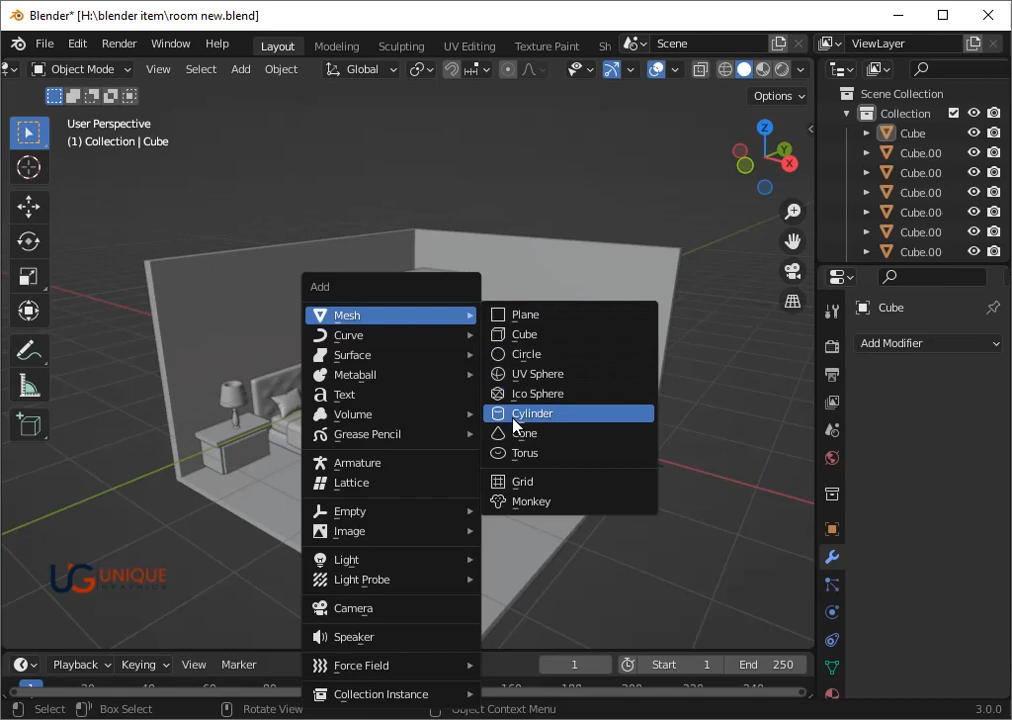 Blender* [H:\blender item\room new.blend]
File Edit Render Window Help Layout Modeling Sculpting UV Editing Texture Paint Sh Scene ViewLayer
Object Mode View Select Add Object Global
Options
User Perspective
(1) Collection | Cube
Z
Y
X
Scene Collection
Collection
Cube
Cube.00
Cube.00
Cube.00
Cube.00
Cube.00
Cube.00
Cube
Add Modifier
Add
Mesh
Curve
Surface
Metaball
Text
Volume
Grease Pencil
Armature
Lattice
Empty
Image
Light
Light Probe
Camera
Speaker
Force Field
Collection Instance
Plane
Cube
Circle
UV Sphere
Ico Sphere
Cylinder
Cone
Torus
Grid
Monkey
UG UNIQUE
Playback Keying View Marker 1 Start 1 End 250
Select Box Select Rotate View Object Context Menu 3.0.0